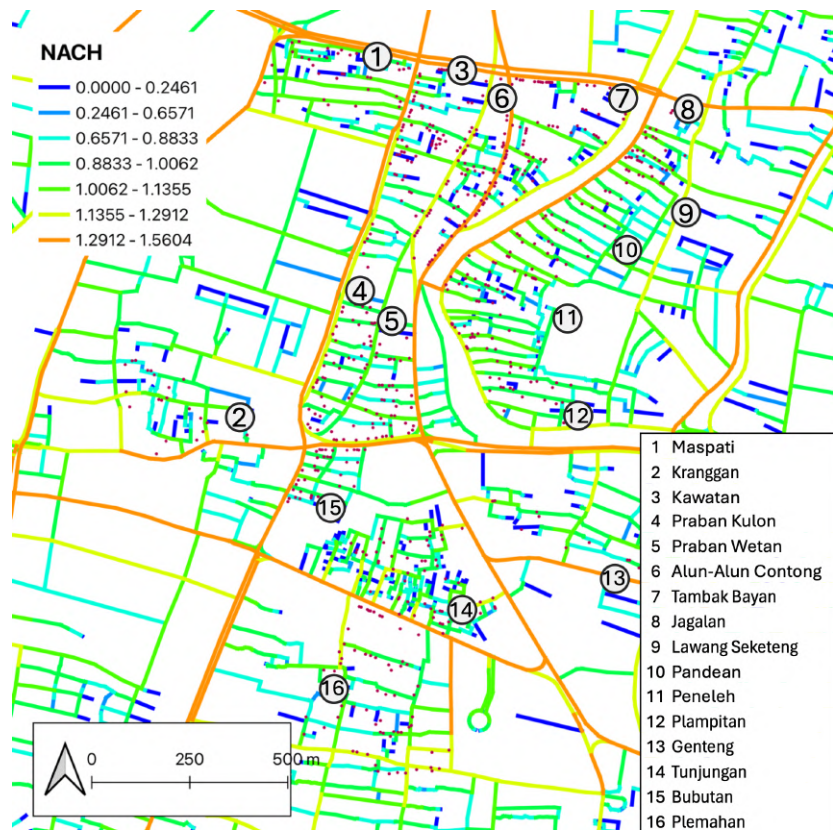 NACH
0.0000 - 0.2461
0.2461 - 0.6571
0.6571 - 0.8833
0.8833 - 1.0062
1.0062 - 1.1355
1.1355 - 1.2912
1.2912 - 1.5604
1
3
6
7
8
9
10
4
11
5
2
12
15
13
14
16
0 250 500 m
1 Maspati
2 Kranggan
3 Kawatan
4 Praban Kulon
5 Praban Wetan
6 Alun-Alun Contong
7 Tambak Bayan
8 Jagalan
9 Lawang Seketeng
10 Pandean
11 Peneleh
12 Plampitan
13 Genteng
14 Tunjungan
15 Bubutan
16 Plemahan